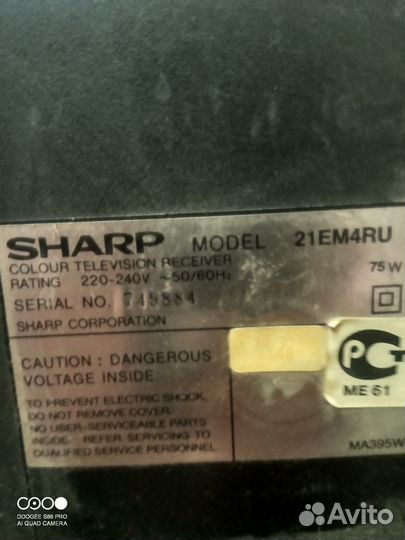 SHARP MODEL 21EM4RU
COLOUR TELEVISION RECEIVER
RATING 220-240V ~50/60Hz 75W
SERIAL NO. 749884
SHARP CORPORATION
CAUTION : DANGEROUS
VOLTAGE INSIDE
TO PREVENT ELECTRIC SHOCK,
DO NOT REMOVE COVER.
NO USER-SERVICEABLE PARTS
INSIDE. REFER SERVICING TO
QUALIFIED SERVICE PERSONNEL.
РСТ
ME 61
MA395W
DOOGEE S86 PRO
AI QUAD CAMERA
Avito